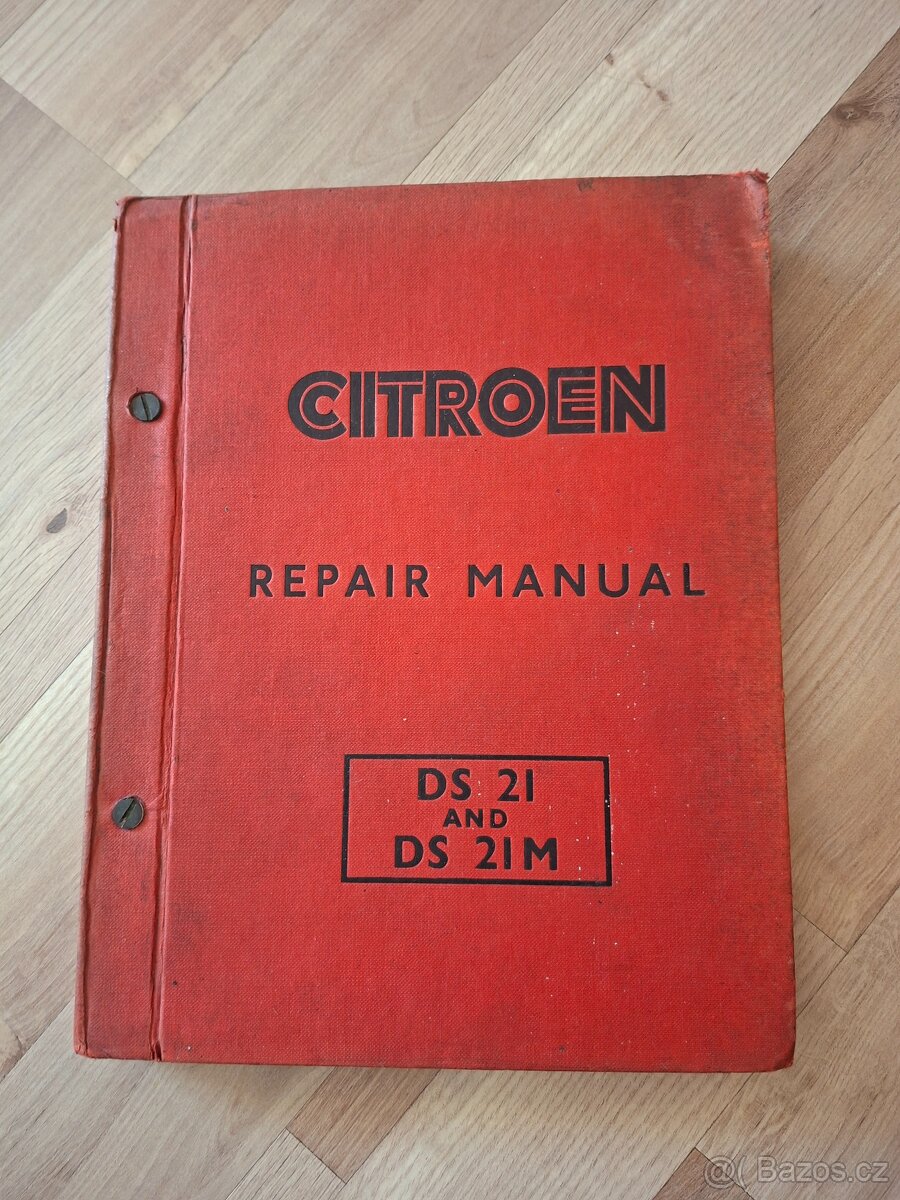 CITROEN
REPAIR MANUAL
DS 21
AND
DS 21M
@( Bazos.cz